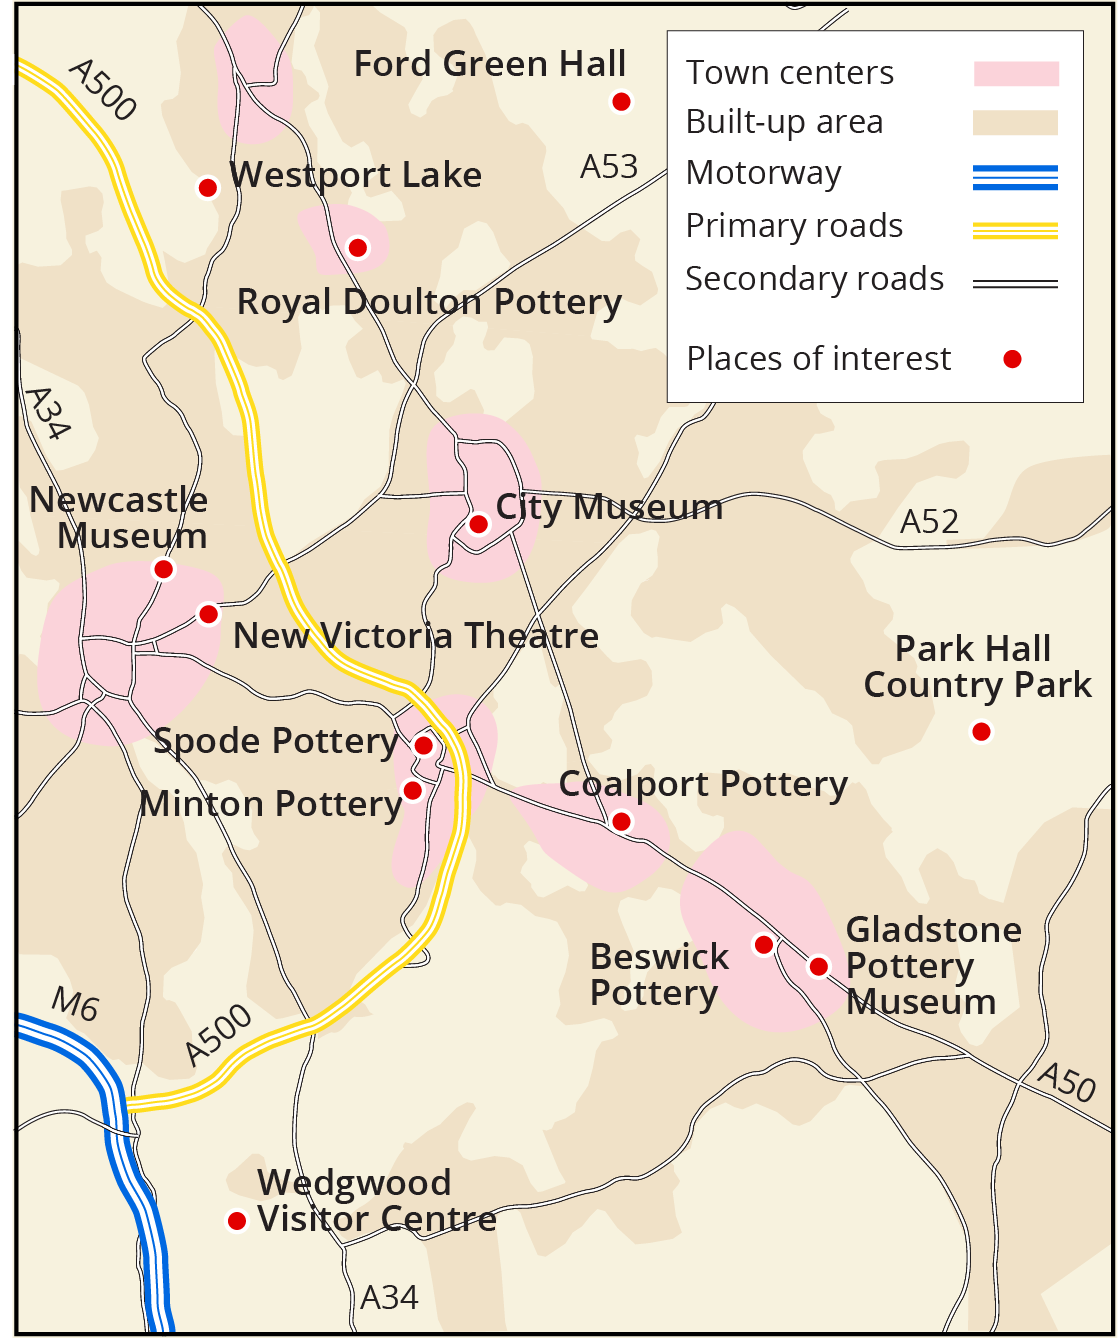 A500
Ford Green Hall
Town centers
Built-up area
Motorway
Primary roads
Secondary roads
Places of interest
A53
Westport Lake
Royal Doulton Pottery
A34
Newcastle
Museum
City Museum
A52
New Victoria Theatre
Park Hall
Country Park
Spode Pottery
Coalport Pottery
Minton Pottery
Beswick
Pottery
Gladstone
Pottery
Museum
M6
A500
A50
Wedgwood
Visitor Centre
A34